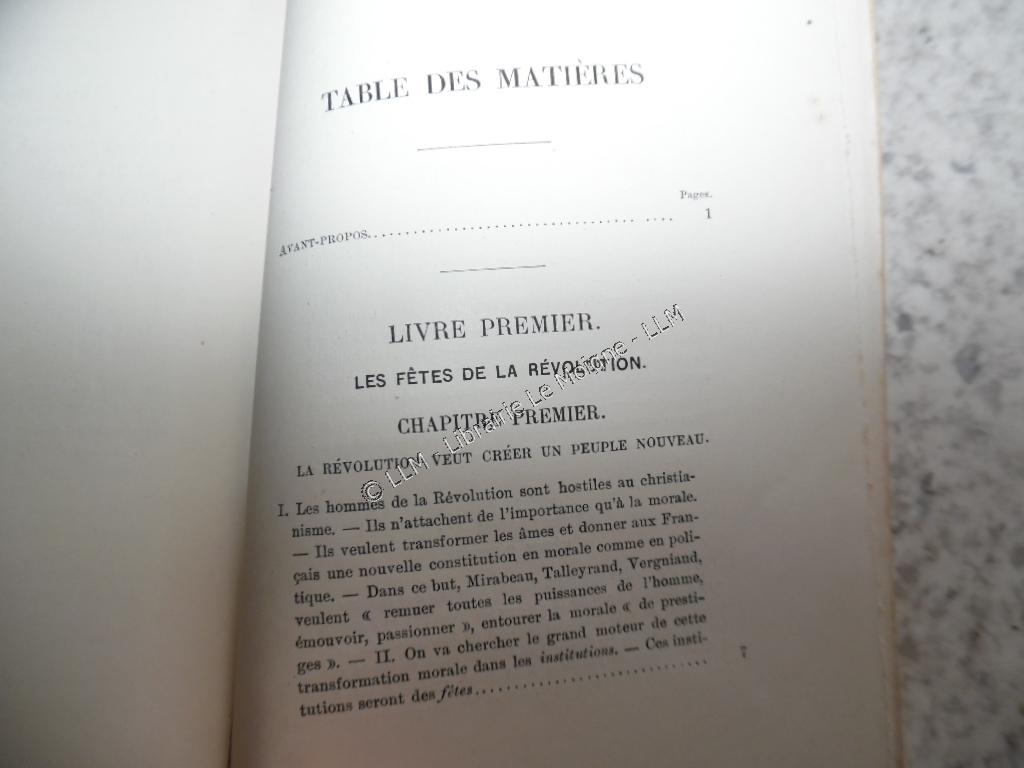 TABLE DES MATIÈRES
Pages.
AVANT-PROPOS........................................ 1
LIVRE PREMIER.
LES FÊTES DE LA RÉVOLUTION.
CHAPITRE PREMIER.
LA RÉVOLUTION VEUT CRÉER UN PEUPLE NOUVEAU.
I. Les hommes de la Révolution sont hostiles au christia-
nisme. — Ils n'attachent de l'importance qu'à la morale.
— Ils veulent transformer les âmes et donner aux Fran-
çais une nouvelle constitution en morale comme en poli-
tique. — Dans ce but, Mirabeau, Talleyrand, Vergniaud,
veulent « remuer toutes les puissances de l'homme,
émouvoir, passionner », entourer la morale « de presti-
ges ». — II. On va chercher le grand moteur de cette
transformation morale dans les institutions. — Ces insti-
tutions seront des fêtes.............................. 7
© LLM - Librairie Le Moigne - LLM